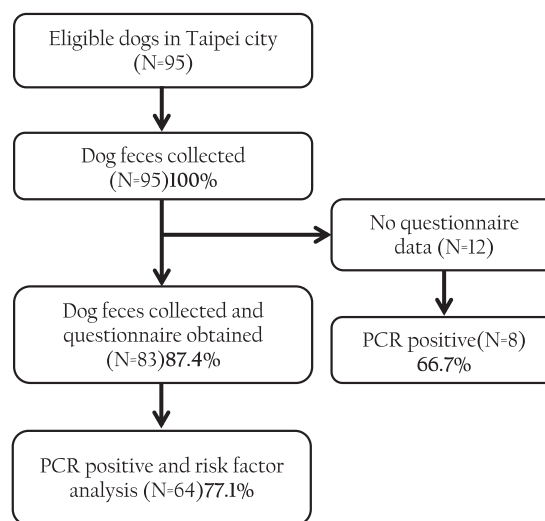 Eligible dogs in Taipei city
(N=95)
Dog feces collected
(N=95)100%
No questionnaire
data (N=12)
Dog feces collected and
questionnaire obtained
(N=83)87.4%
PCR positive(N=8)
66.7%
PCR positive and risk factor
analysis (N=64)77.1%